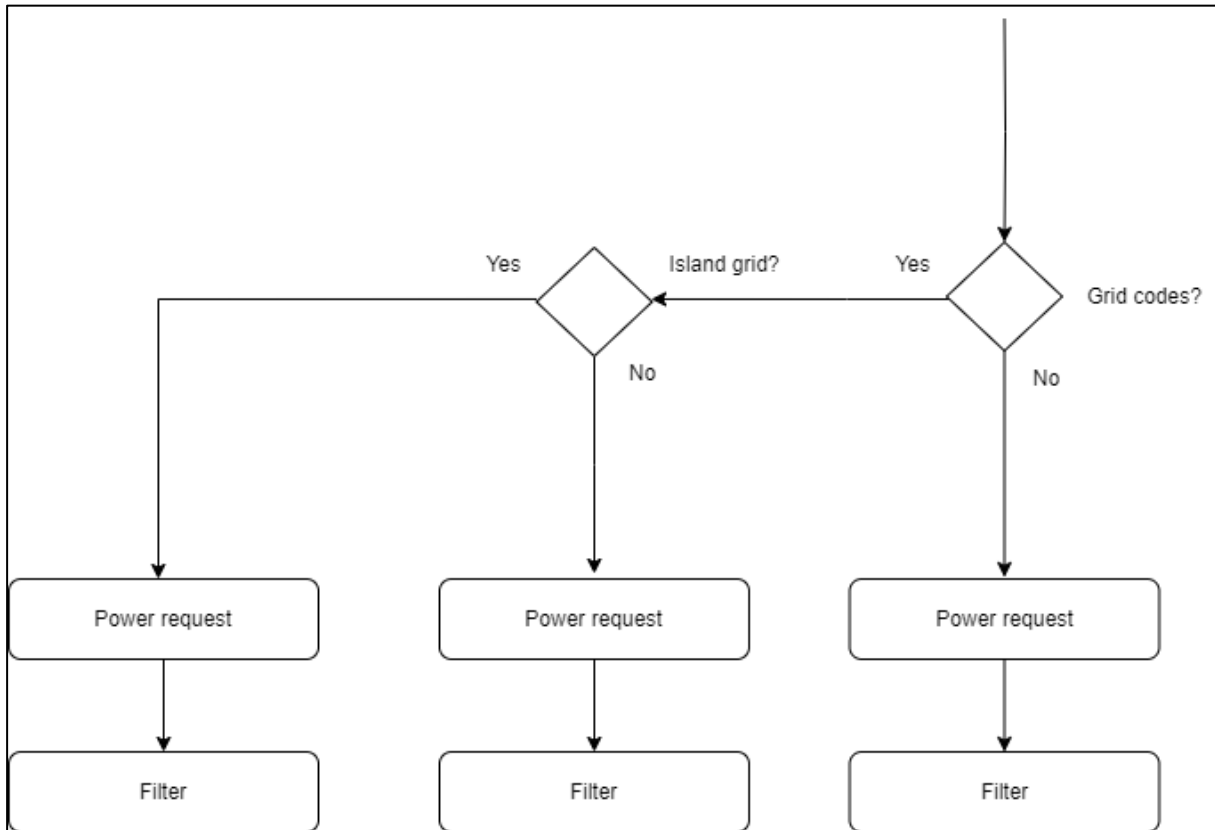 Yes
Island grid?
Yes
Grid codes?
No
No
Power request
Power request
Power request
Filter
Filter
Filter